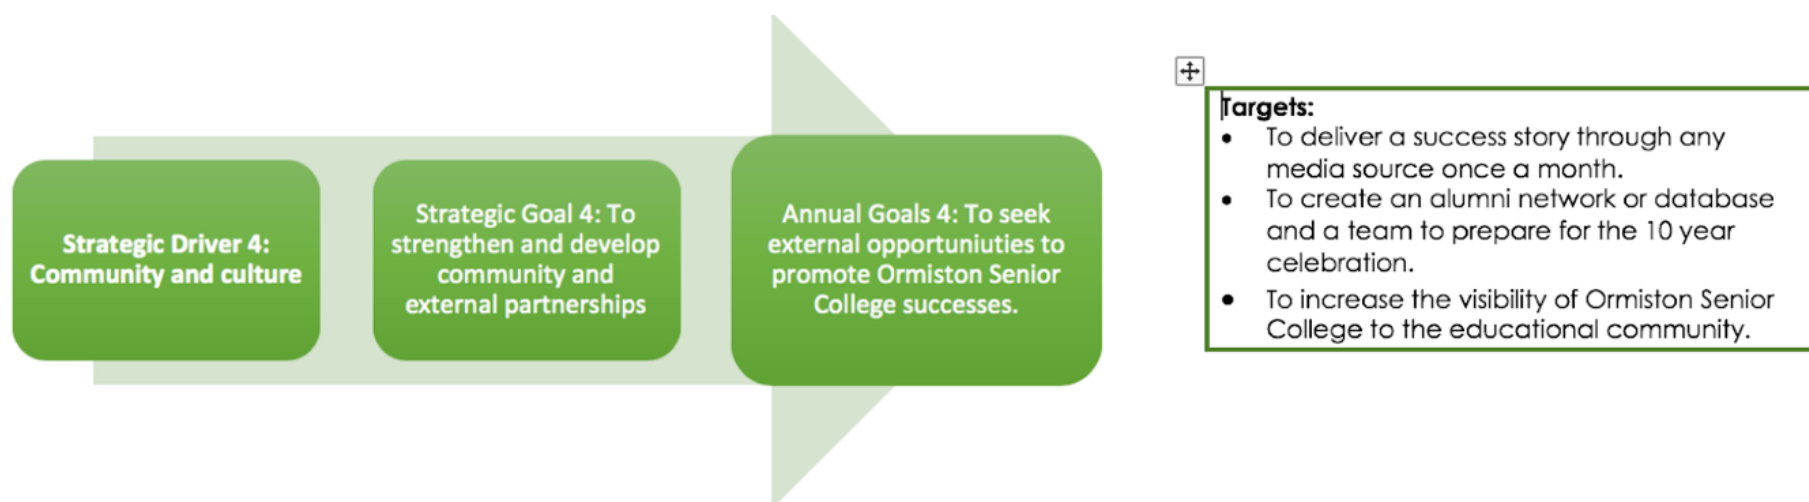 Strategic Driver 4:
Community and culture
Strategic Goal 4: To
strengthen and develop
community and
external partnerships
Annual Goals 4: To seek
external opportuniuties to
promote Ormiston Senior
College successes.
Targets:
• To deliver a success story through any
media source once a month.
• To create an alumni network or database
and a team to prepare for the 10 year
celebration.
• To increase the visibility of Ormiston Senior
College to the educational community.